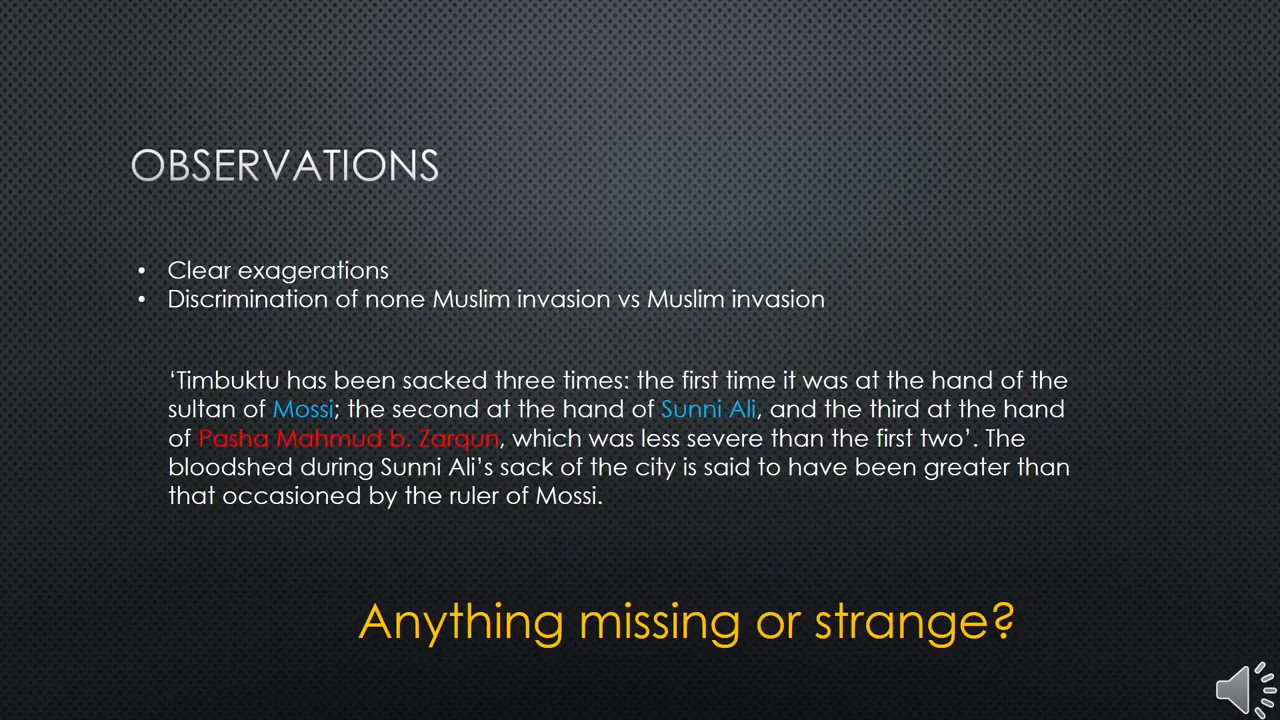 OBSERVATIONS
• Clear exagerations
• Discrimination of none Muslim invasion vs Muslim invasion
‘Timbuktu has been sacked three times: the first time it was at the hand of the
sultan of Mossi; the second at the hand of Sunni Ali, and the third at the hand
of Pasha Mahmud b. Zarqun, which was less severe than the first two’. The
bloodshed during Sunni Ali’s sack of the city is said to have been greater than
that occasioned by the ruler of Mossi.
Anything missing or strange?